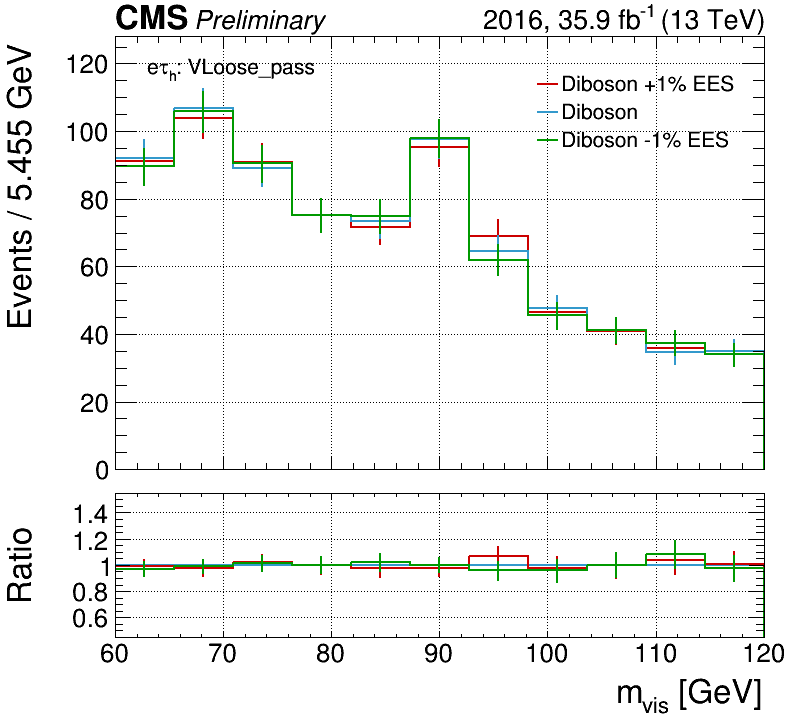 CMS Preliminary 2016, 35.9 fb⁻¹ (13 TeV)
eτₕ: VLoose_pass
Diboson +1% EES
Diboson
Diboson -1% EES
Events / 5.455 GeV
120
100
80
60
40
20
0
Ratio
1.4
1.2
1
0.8
0.6
60 70 80 90 100 110 120
m_vis [GeV]